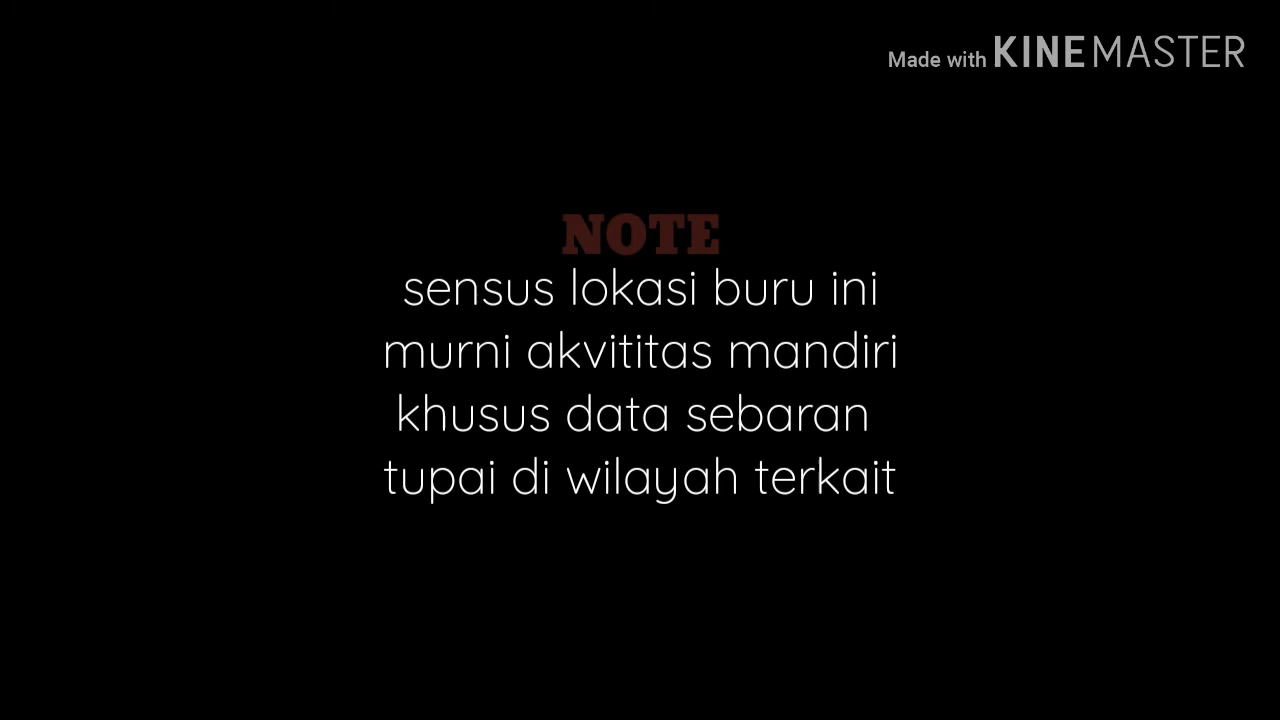 Made with KINEMASTER
NOTE
sensus lokasi buru ini
murni akvititas mandiri
khusus data sebaran
tupai di wilayah terkait